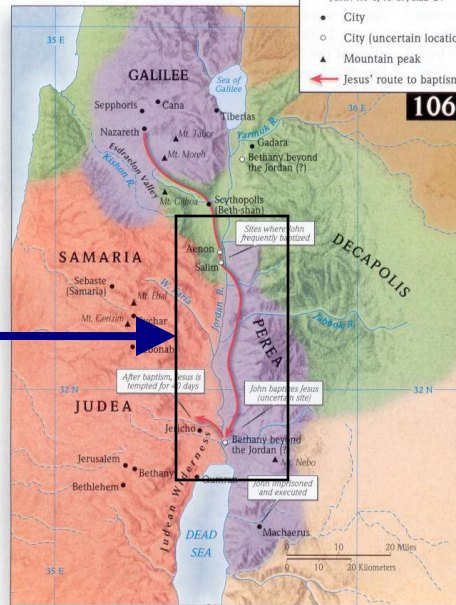 City
City (uncertain locatio
Mountain peak
Jesus' route to baptism
106
35 E
36 E
GALILEE
Sea of
Galilee
Sepphoris
Cana
Tiberias
Nazareth
Mt. Tabor
Yarmuk R.
Mt. Moreh
Gadara
Esdraelon Valley
Kishon R.
Bethany beyond
the Jordan (?)
Mt. Gilboa
Scythopolis
(Beth-shan)
Sites where John
frequently baptized
Aenon
Salim
DECAPOLIS
SAMARIA
Sebaste
(Samaria)
Mt. Ebal
Mt. Gerizim
Jordan R.
Jabbok R.
PEREA
After baptism, Jesus is
tempted for 40 days
John baptizes Jesus
(uncertain site)
32 N
32 N
JUDEA
Jericho
Bethany beyond
the Jordan (?
Mt. Nebo
Jerusalem
Bethany
Qumran
Bethlehem
Judean Wilderness
John imprisoned
and executed
Machaerus
DEAD
SEA
0 10 20 Miles
0 10 20 Kilometers
35 E